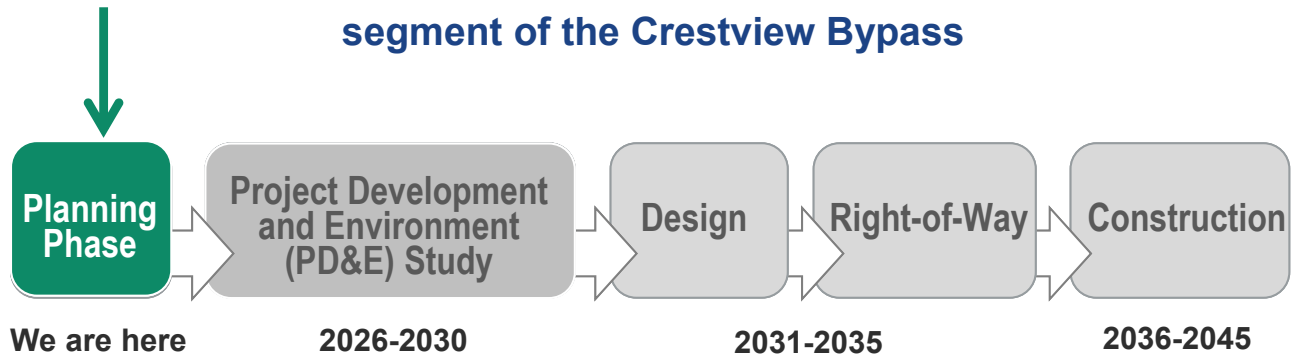 segment of the Crestview Bypass
Planning
Phase
Project Development
and Environment
(PD&E) Study
Design
Right-of-Way
Construction
We are here
2026-2030
2031-2035
2036-2045